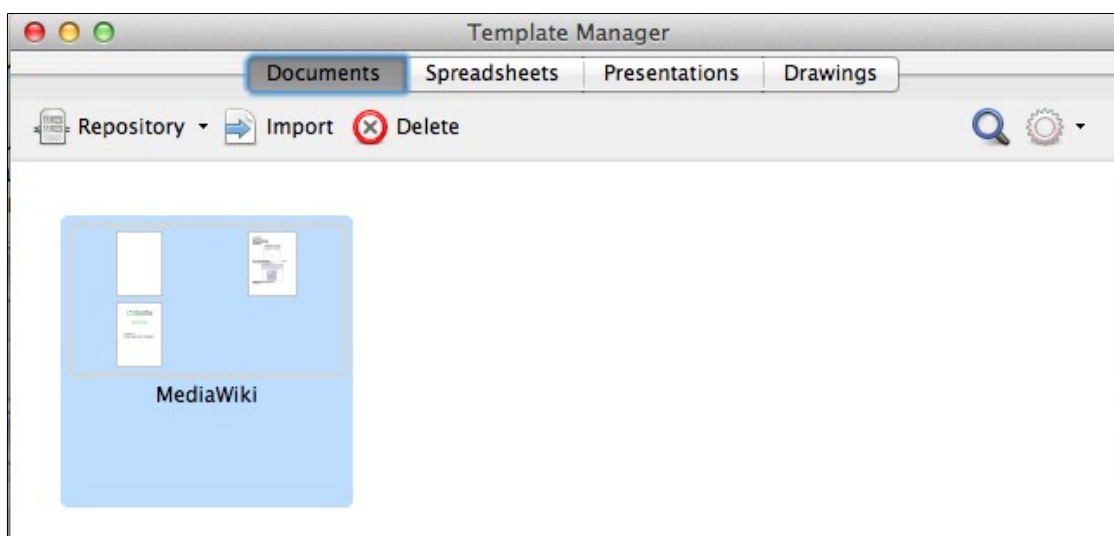 Template Manager
Documents Spreadsheets Presentations Drawings
Repository Import Delete
MediaWiki